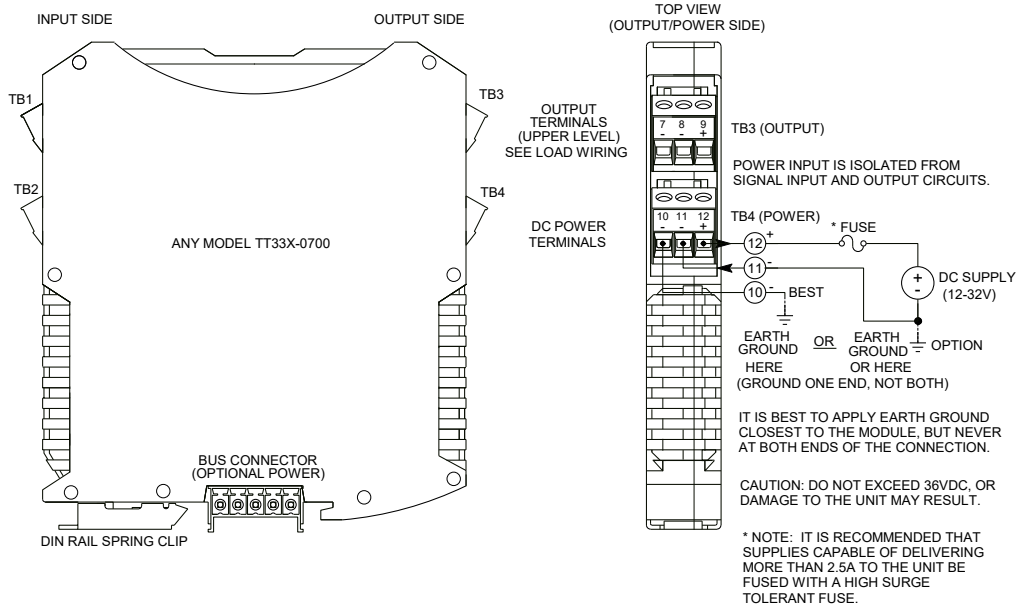 INPUT SIDE
OUTPUT SIDE
TB1
TB3
TB2
TB4
ANY MODEL TT33X-0700
BUS CONNECTOR
(OPTIONAL POWER)
DIN RAIL SPRING CLIP
TOP VIEW
(OUTPUT/POWER SIDE)
OUTPUT
TERMINALS
(UPPER LEVEL)
SEE LOAD WIRING
DC POWER
TERMINALS
7 8 9
- - +
TB3 (OUTPUT)
POWER INPUT IS ISOLATED FROM
SIGNAL INPUT AND OUTPUT CIRCUITS.
10 11 12
- - +
TB4 (POWER)
* FUSE
12 +
11 -
10 - BEST
+
-
DC SUPPLY
(12-32V)
EARTH
GROUND
HERE
OR
EARTH
GROUND
OR HERE
OPTION
(GROUND ONE END, NOT BOTH)
IT IS BEST TO APPLY EARTH GROUND
CLOSEST TO THE MODULE, BUT NEVER
AT BOTH ENDS OF THE CONNECTION.
CAUTION: DO NOT EXCEED 36VDC, OR
DAMAGE TO THE UNIT MAY RESULT.
* NOTE: IT IS RECOMMENDED THAT
SUPPLIES CAPABLE OF DELIVERING
MORE THAN 2.5A TO THE UNIT BE
FUSED WITH A HIGH SURGE
TOLERANT FUSE.